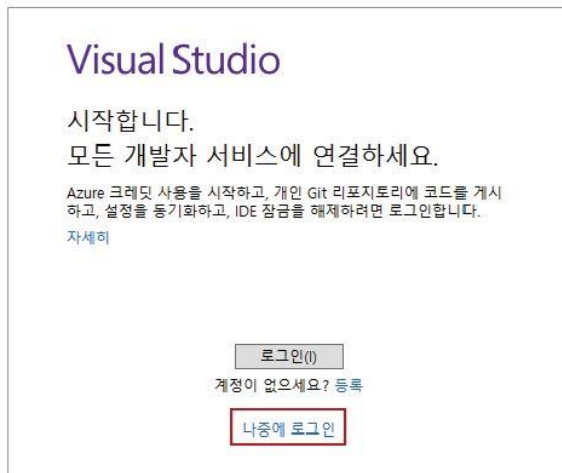 Visual Studio
시작합니다.
모든 개발자 서비스에 연결하세요.
Azure 크레딧 사용을 시작하고, 개인 Git 리포지토리에 코드를 게시
하고, 설정을 동기화하고, IDE 잠금을 해제하려면 로그인합니다.
자세히
로그인(I)
계정이 없으세요? 등록
나중에 로그인